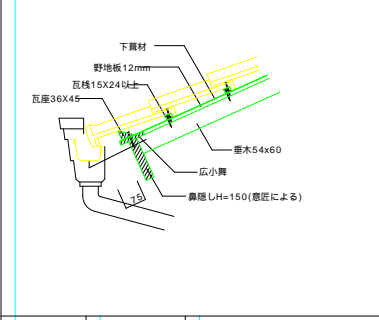 下葺材
野地板12mm
瓦桟15X24以上
瓦座36X45
垂木54x60
広小舞
鼻隠しH=150(意匠による)
75